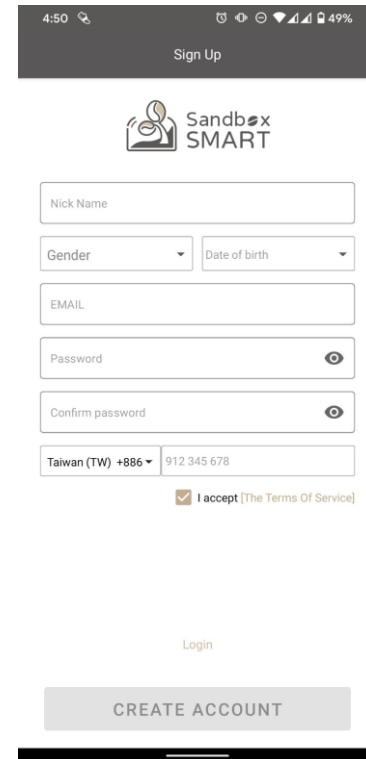 4:50 49%
Sign Up
Sandbox
SMART
Nick Name
Gender Date of birth
EMAIL
Password
Confirm password
Taiwan (TW) +886 912 345 678
I accept [The Terms Of Service]
Login
CREATE ACCOUNT